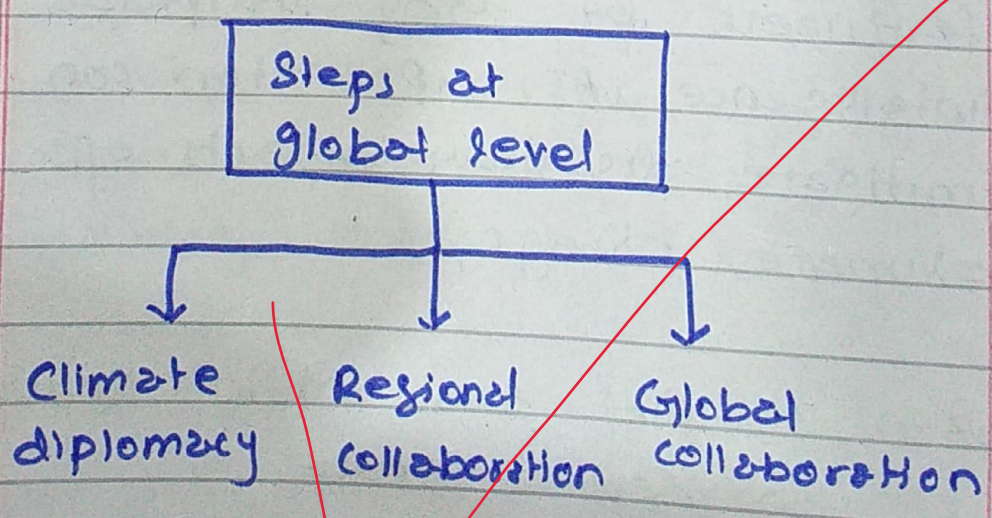 Steps at
global level
Climate
diplomacy
Regional
collaboration
Global
collaboration